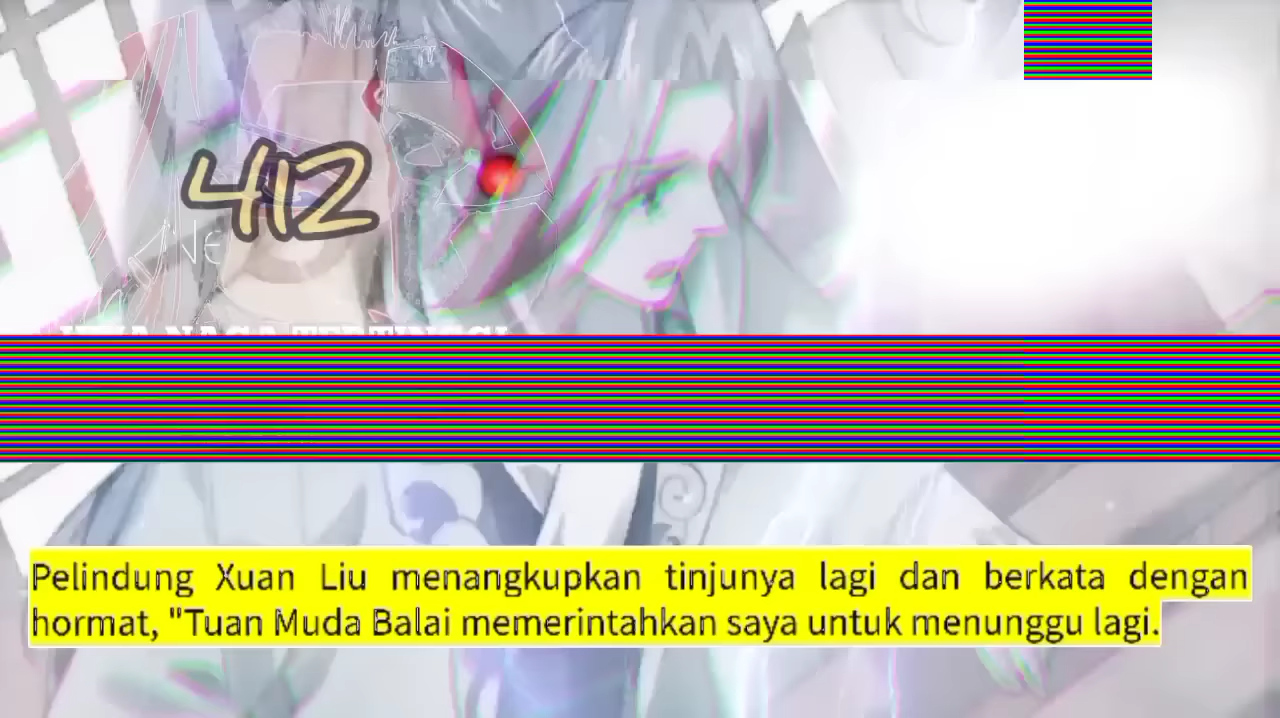 412
Pelindung Xuan Liu menangkupkan tinjunya lagi dan berkata dengan
hormat, "Tuan Muda Balai memerintahkan saya untuk menunggu lagi.